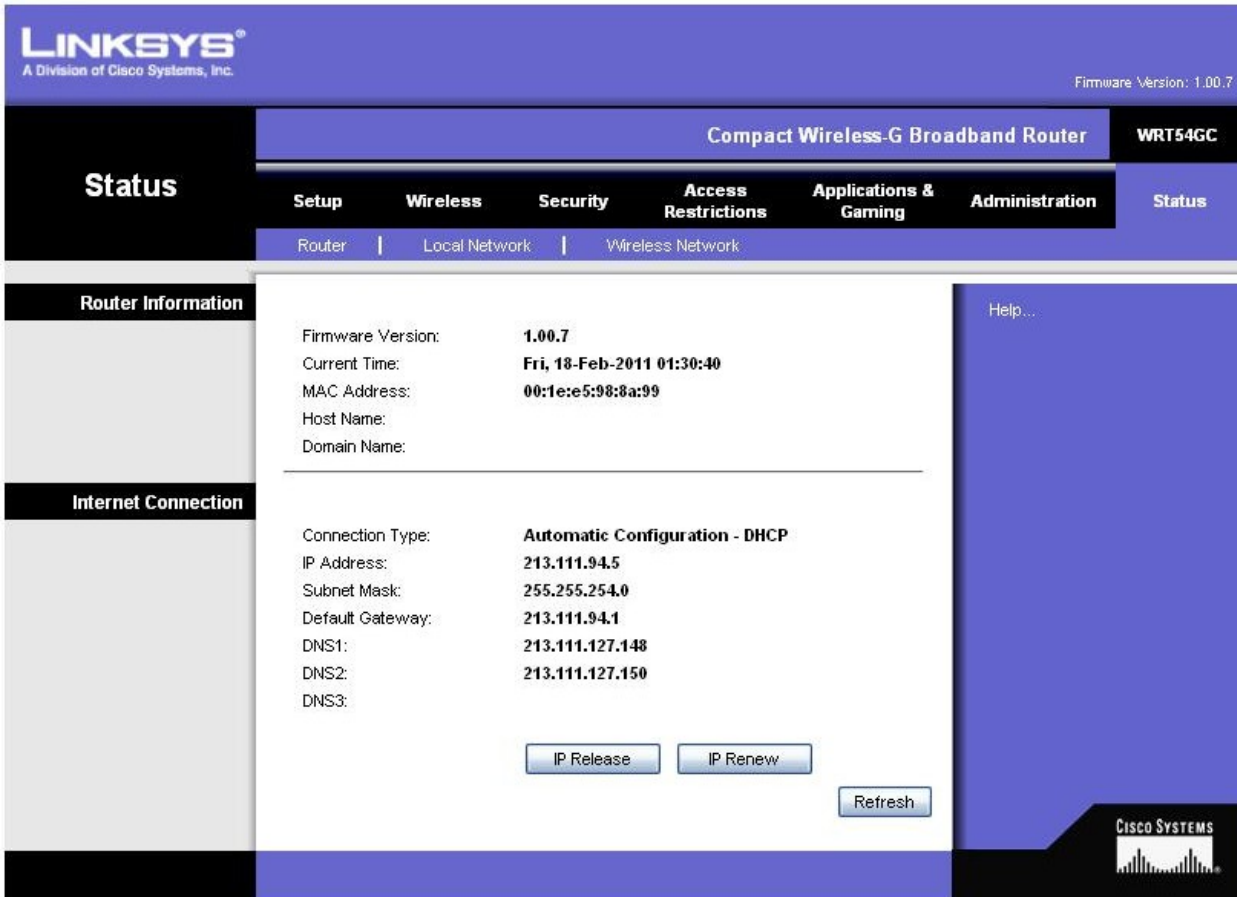 LINKSYS®
A Division of Cisco Systems, Inc.
Firmware Version: 1.00.7
Compact Wireless-G Broadband Router WRT54GC
Status
Setup Wireless Security Access Restrictions Applications & Gaming Administration Status
Router | Local Network | Wireless Network
Router Information
Help...
Firmware Version: 1.00.7
Current Time: Fri, 18-Feb-2011 01:30:40
MAC Address: 00:1e:e5:98:8a:99
Host Name:
Domain Name:
Internet Connection
Connection Type: Automatic Configuration - DHCP
IP Address: 213.111.94.5
Subnet Mask: 255.255.254.0
Default Gateway: 213.111.94.1
DNS1: 213.111.127.148
DNS2: 213.111.127.150
DNS3:
IP Release IP Renew
Refresh
CISCO SYSTEMS